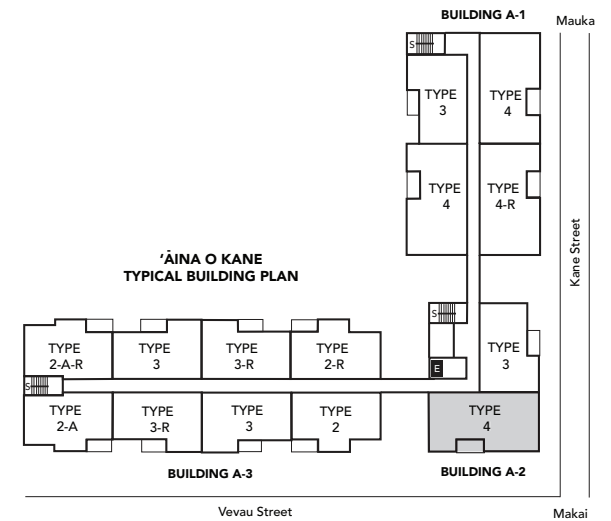 BUILDING A-1
Mauka
S
TYPE
3
TYPE
4
TYPE
4
TYPE
4-R
Kane Street
'ĀINA O KANE
TYPICAL BUILDING PLAN
S
TYPE
3
E
TYPE
2-A-R
TYPE
3
TYPE
3-R
TYPE
2-R
S
TYPE
2-A
TYPE
3-R
TYPE
3
TYPE
2
TYPE
4
BUILDING A-3
BUILDING A-2
Vevau Street
Makai